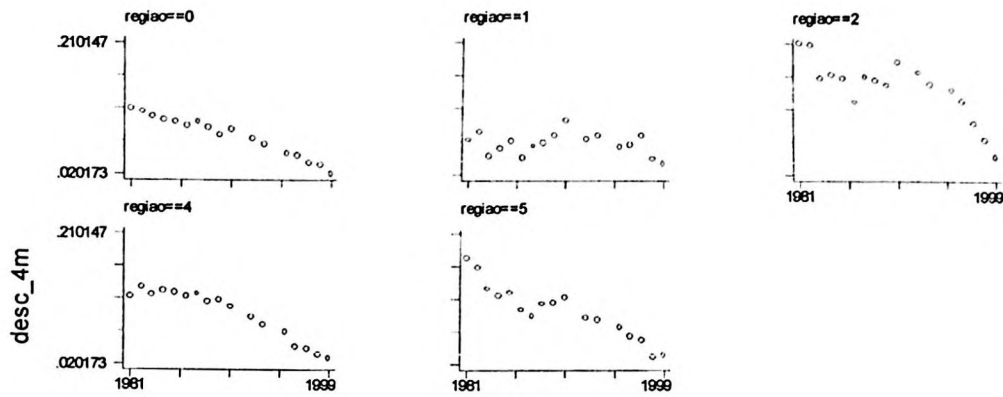 regiao==0
regiao==1
regiao==2
.210147
.020173
1981
1999
regiao==4
regiao==5
desc_4m
.210147
.020173
1981
1999
1981
1999